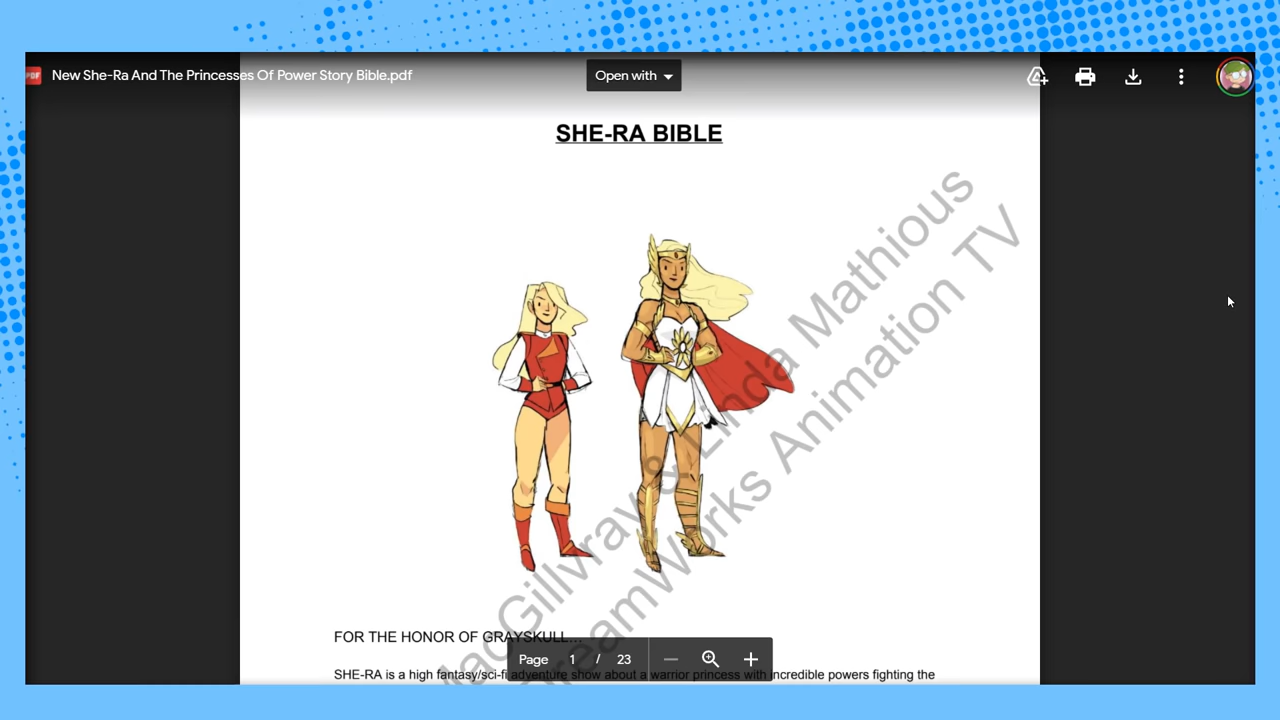 PDF
New She-Ra And The Princesses Of Power Story Bible.pdf
Open with
SHE-RA BIBLE
Linda Mathious
Animation TV
FOR THE HONOR OF GRAYSKULL...
SHE-RA is a high fantasy/sci-fi adventure show about a warrior princess with incredible powers fighting the
Page 1 / 23